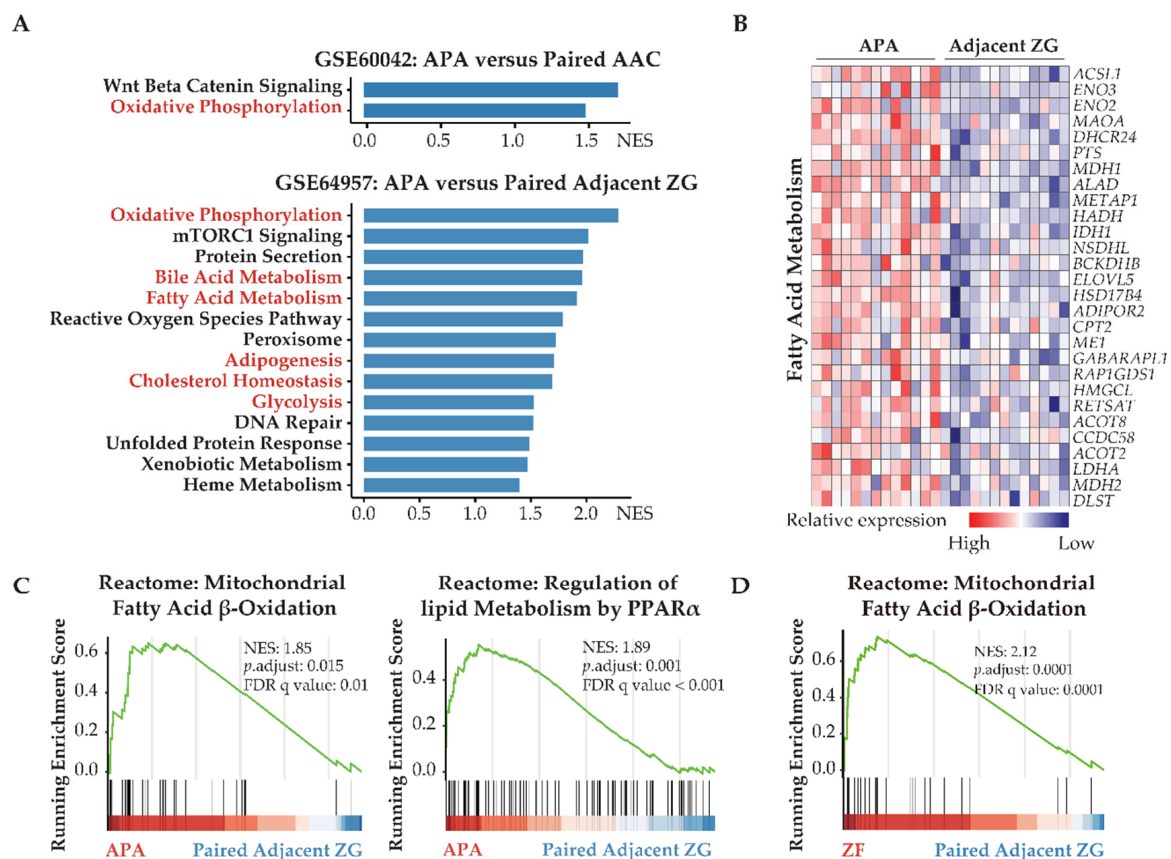 A
GSE60042: APA versus Paired AAC
Wnt Beta Catenin Signaling
Oxidative Phosphorylation
0.0 0.5 1.0 1.5 NES
GSE64957: APA versus Paired Adjacent ZG
Oxidative Phosphorylation
mTORC1 Signaling
Protein Secretion
Bile Acid Metabolism
Fatty Acid Metabolism
Reactive Oxygen Species Pathway
Peroxisome
Adipogenesis
Cholesterol Homeostasis
Glycolysis
DNA Repair
Unfolded Protein Response
Xenobiotic Metabolism
Heme Metabolism
0.0 0.5 1.0 1.5 2.0 NES
B
APA Adjacent ZG
Fatty Acid Metabolism
ACSL1
ENO3
ENO2
MAOA
DHCR24
PTS
MDH1
ALAD
METAP1
HADH
IDH1
NSDHL
BCKDHB
ELOVL5
HSD17B4
ADIPOR2
CPT2
ME1
GABARAPL1
RAP1GDS1
HMGCL
RETSAT
ACOT8
CCDC58
ACOT2
LDHA
MDH2
DLST
Relative expression
High Low
C
Reactome: Mitochondrial
Fatty Acid β-Oxidation
Running Enrichment Score
0.6
0.4
0.2
0.0
NES: 1.85
p.adjust: 0.015
FDR q value: 0.01
APA Paired Adjacent ZG
Reactome: Regulation of
lipid Metabolism by PPARα
Running Enrichment Score
0.4
0.2
0.0
NES: 1.89
p.adjust: 0.001
FDR q value < 0.001
APA Paired Adjacent ZG
D
Reactome: Mitochondrial
Fatty Acid β-Oxidation
Running Enrichment Score
0.6
0.4
0.2
0.0
NES: 2.12
p.adjust: 0.0001
FDR q value: 0.0001
ZF Paired Adjacent ZG